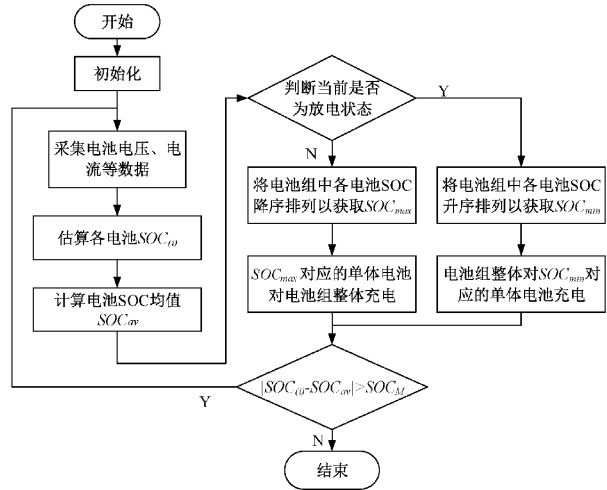 开始
初始化
采集电池电压、电
流等数据
估算各电池SOC(i)
计算电池SOC均值
SOCav
判断当前是否
为放电状态
Y
N
将电池组中各电池SOC
降序排列以获取SOCmax
将电池组中各电池SOC
升序排列以获取SOCmin
SOCmax对应的单体电池
对电池组整体充电
电池组整体对SOCmin对
应的单体电池充电
|SOC(i)-SOCav|>SOCM
Y
N
结束